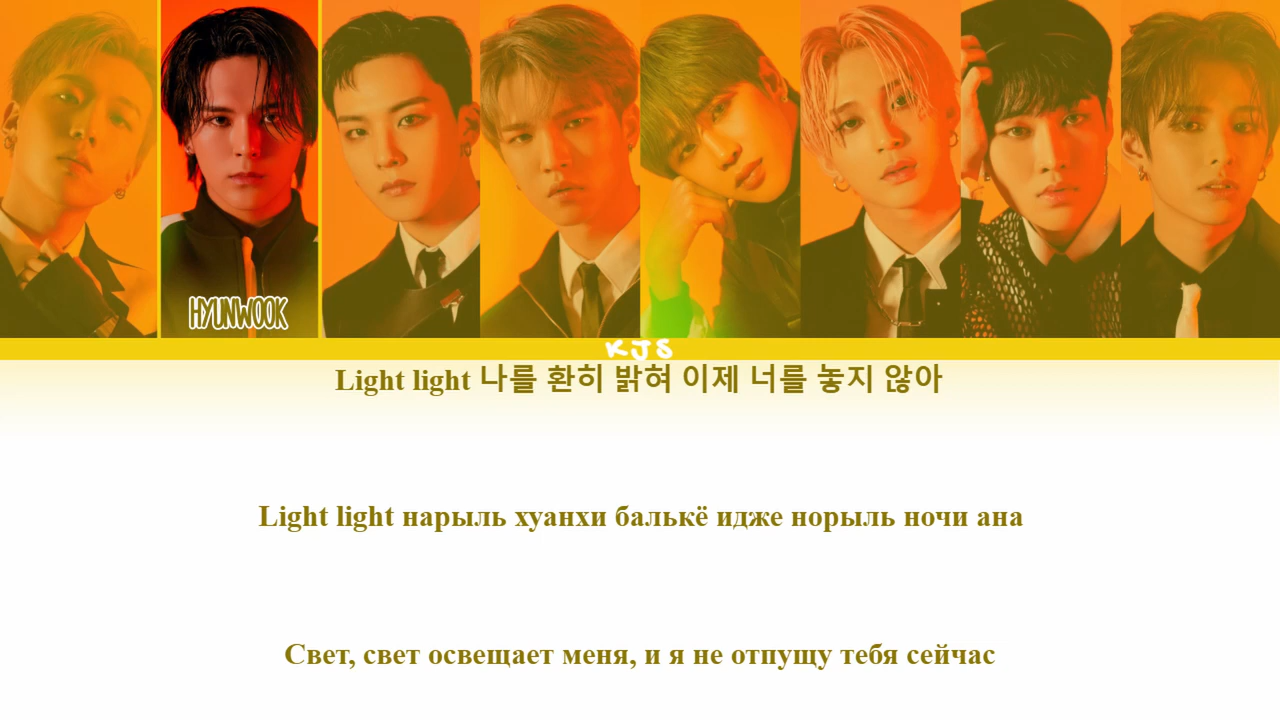 HYUNWOOK
KJS
Light light 나를 환히 밝혀 이제 너를 놓지 않아
Light light нарыль хуанхи балькё идже норыль ночи ана
Свет, свет освещает меня, и я не отпущу тебя сейчас